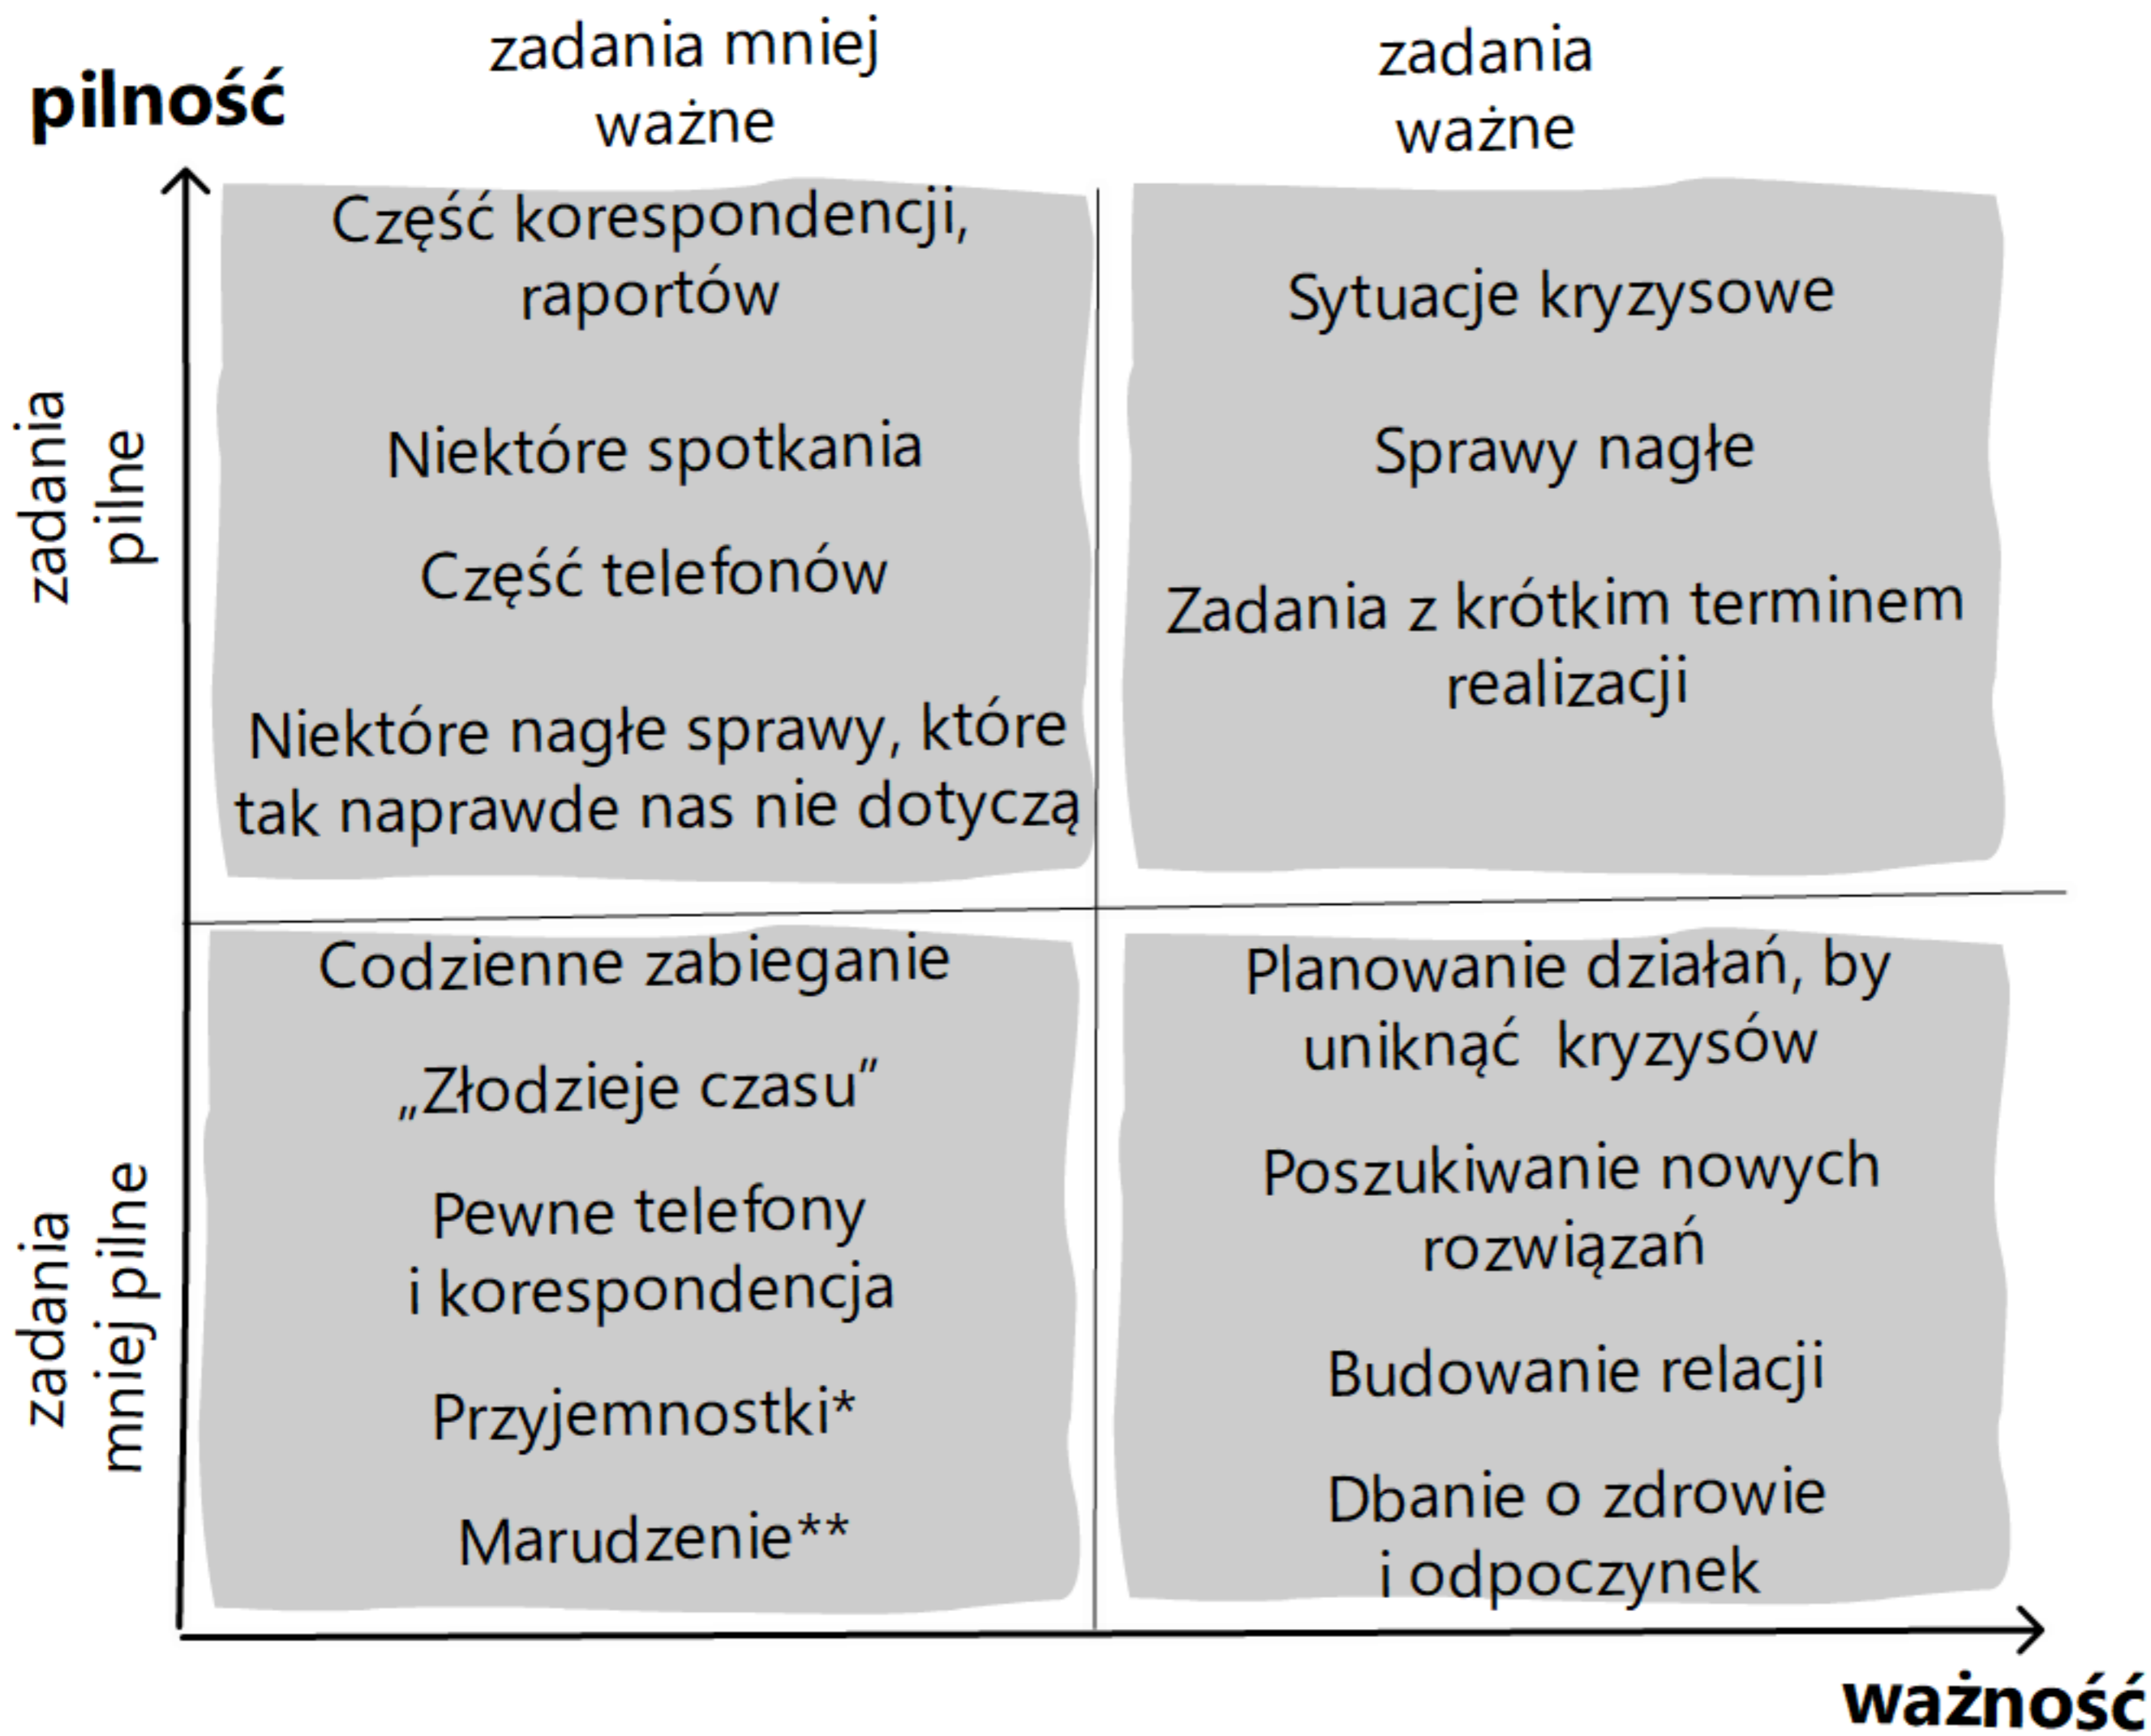 pilność
zadania mniej
ważne
zadania
ważne
zadania
pilne
Część korespondencji,
raportów
Niektóre spotkania
Część telefonów
Niektóre nagłe sprawy, które
tak naprawde nas nie dotyczą
Sytuacje kryzysowe
Sprawy nagłe
Zadania z krótkim terminem
realizacji
zadania
mniej pilne
Codzienne zabieganie
„Złodzieje czasu”
Pewne telefony
i korespondencja
Przyjemnostki*
Marudzenie**
Planowanie działań, by
uniknąć  kryzysów
Poszukiwanie nowych
rozwiązań
Budowanie relacji
Dbanie o zdrowie
i odpoczynek
ważność